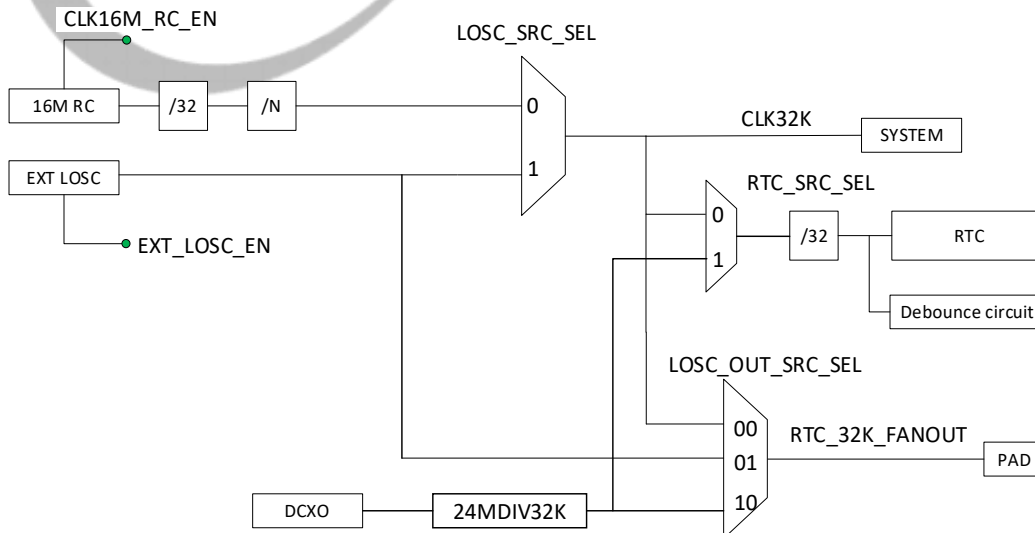 CLK16M_RC_EN
LOSC_SRC_SEL
16M RC
/32
/N
0
CLK32K
SYSTEM
EXT LOSC
1
RTC_SRC_SEL
0
/32
RTC
EXT_LOSC_EN
1
Debounce circuit
LOSC_OUT_SRC_SEL
00
RTC_32K_FANOUT
01
PAD
10
DCXO
24MDIV32K